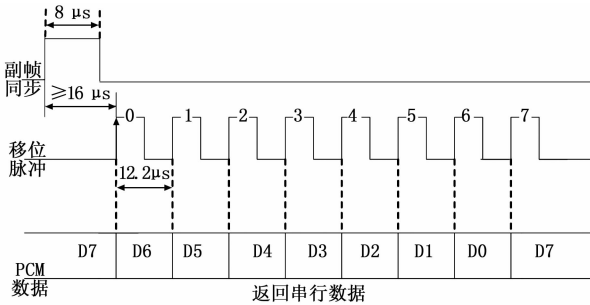 8 μs
副帧
同步
≥16 μs
0 1 2 3 4 5 6 7
移位
脉冲
12.2μs
D7 D6 D5 D4 D3 D2 D1 D0 D7
PCM
数据
返回串行数据